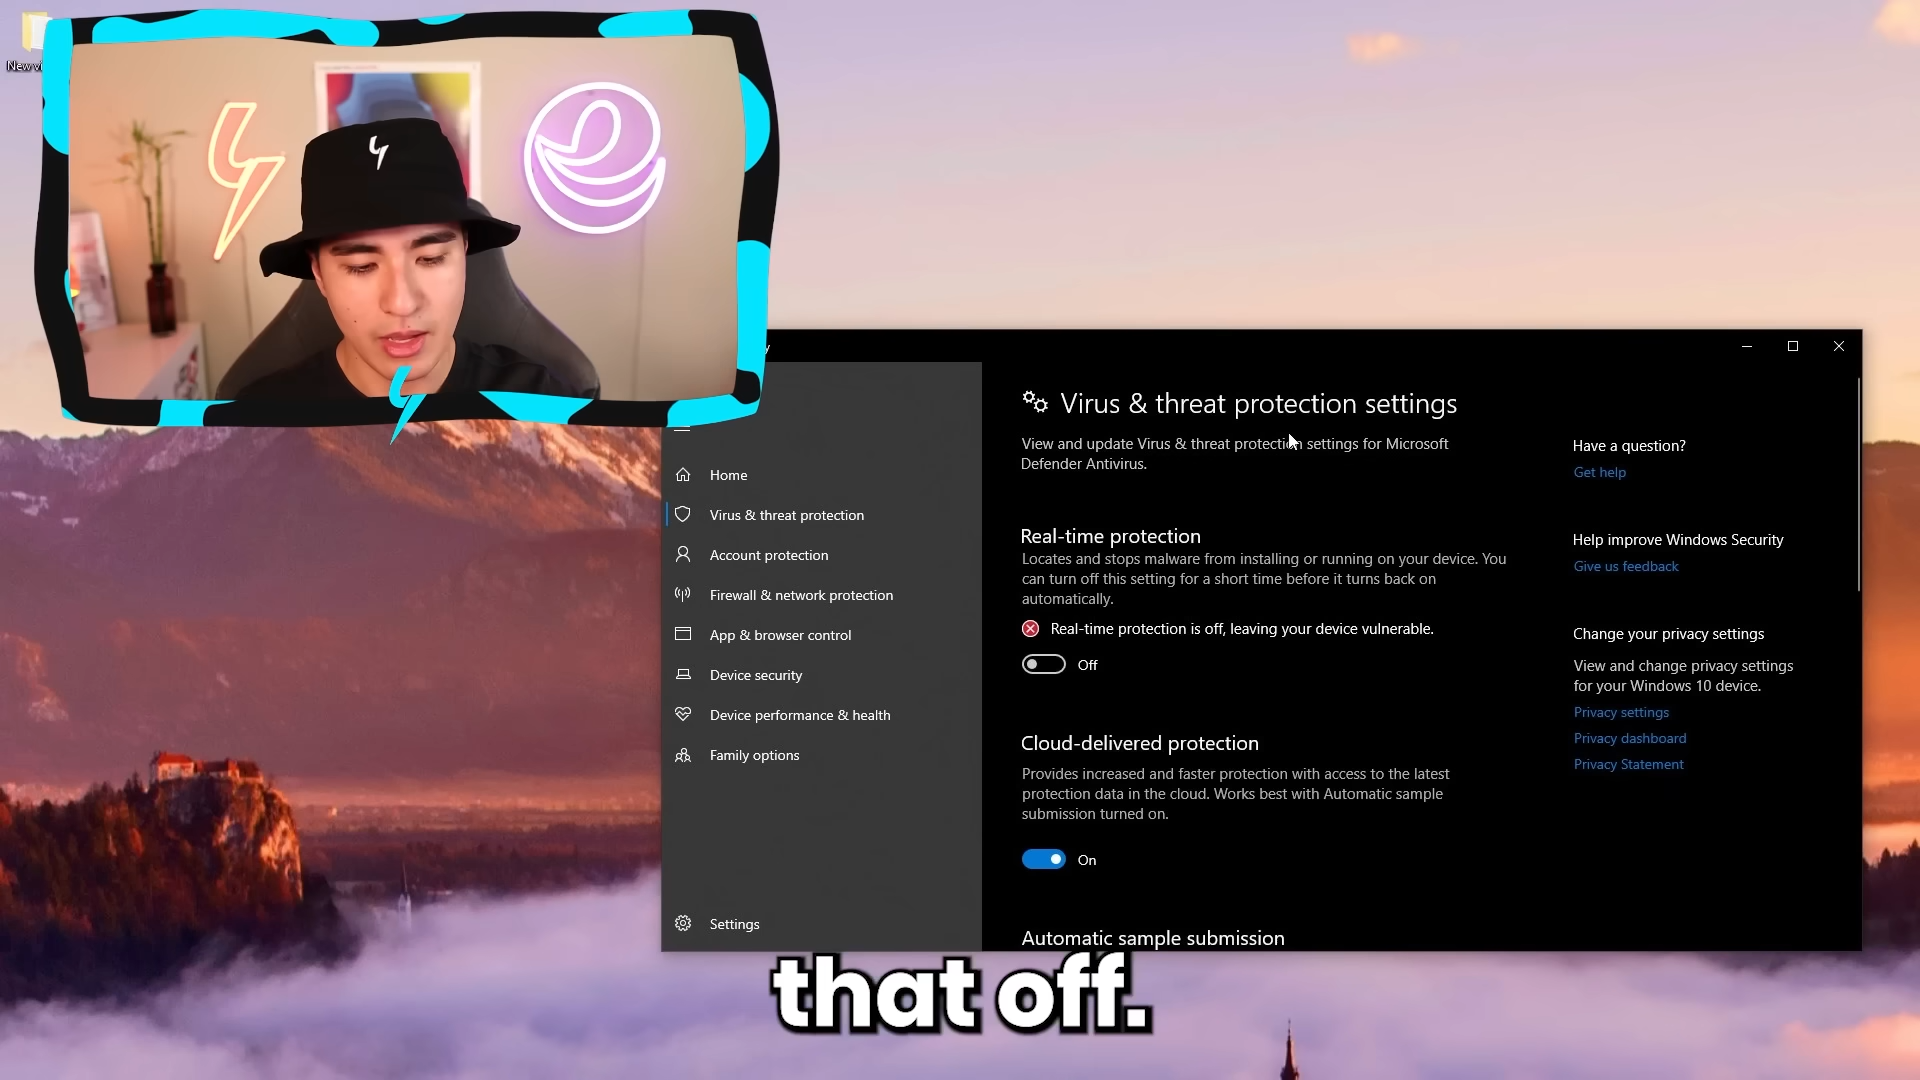 New vi
y
Virus & threat protection settings
View and update Virus & threat protection settings for Microsoft
Defender Antivirus.
Real-time protection
Locates and stops malware from installing or running on your device. You
can turn off this setting for a short time before it turns back on
automatically.
Real-time protection is off, leaving your device vulnerable.
Off
Cloud-delivered protection
Provides increased and faster protection with access to the latest
protection data in the cloud. Works best with Automatic sample
submission turned on.
On
Automatic sample submission
Home
Virus & threat protection
Account protection
Firewall & network protection
App & browser control
Device security
Device performance & health
Family options
Settings
Have a question?
Get help
Help improve Windows Security
Give us feedback
Change your privacy settings
View and change privacy settings
for your Windows 10 device.
Privacy settings
Privacy dashboard
Privacy Statement
that off.